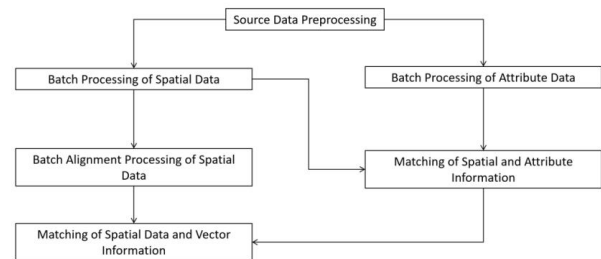 Source Data Preprocessing
Batch Processing of Spatial Data
Batch Processing of Attribute Data
Batch Alignment Processing of Spatial
Data
Matching of Spatial and Attribute
Information
Matching of Spatial Data and Vector
Information